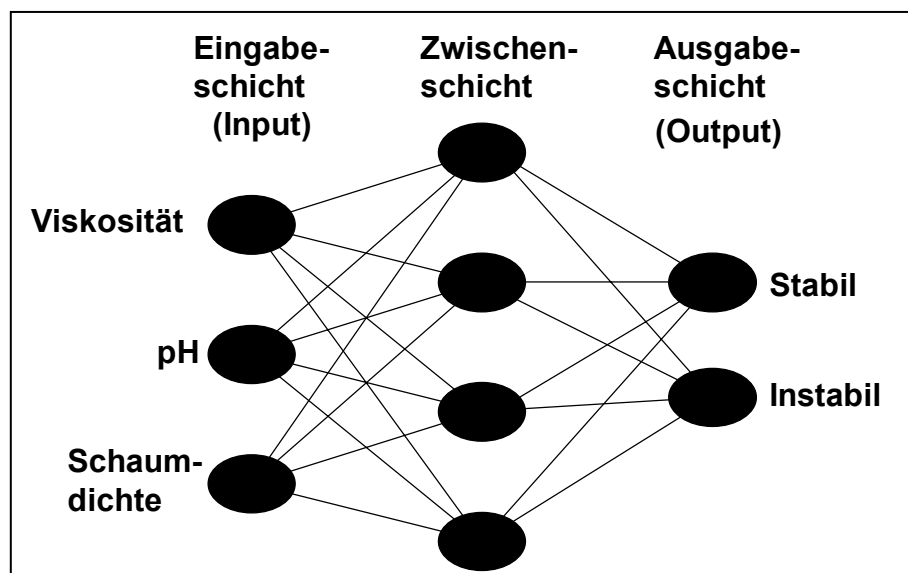 Eingabe-
schicht
(Input)
Zwischen-
schicht
Ausgabe-
schicht
(Output)
Viskosität
pH
Schaum-
dichte
Stabil
Instabil